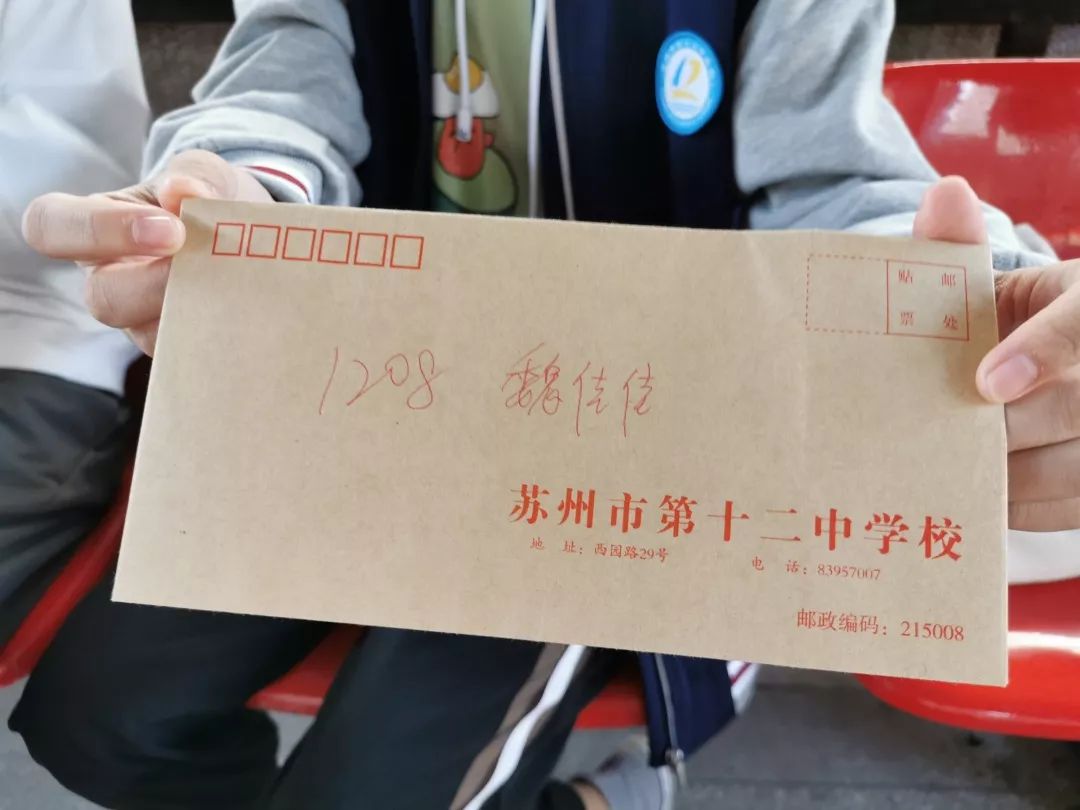 贴 邮
票 处
1208 魏佳佳
苏州市第十二中学校
地 址：西园路29号 电 话：83957007
邮政编码：215008